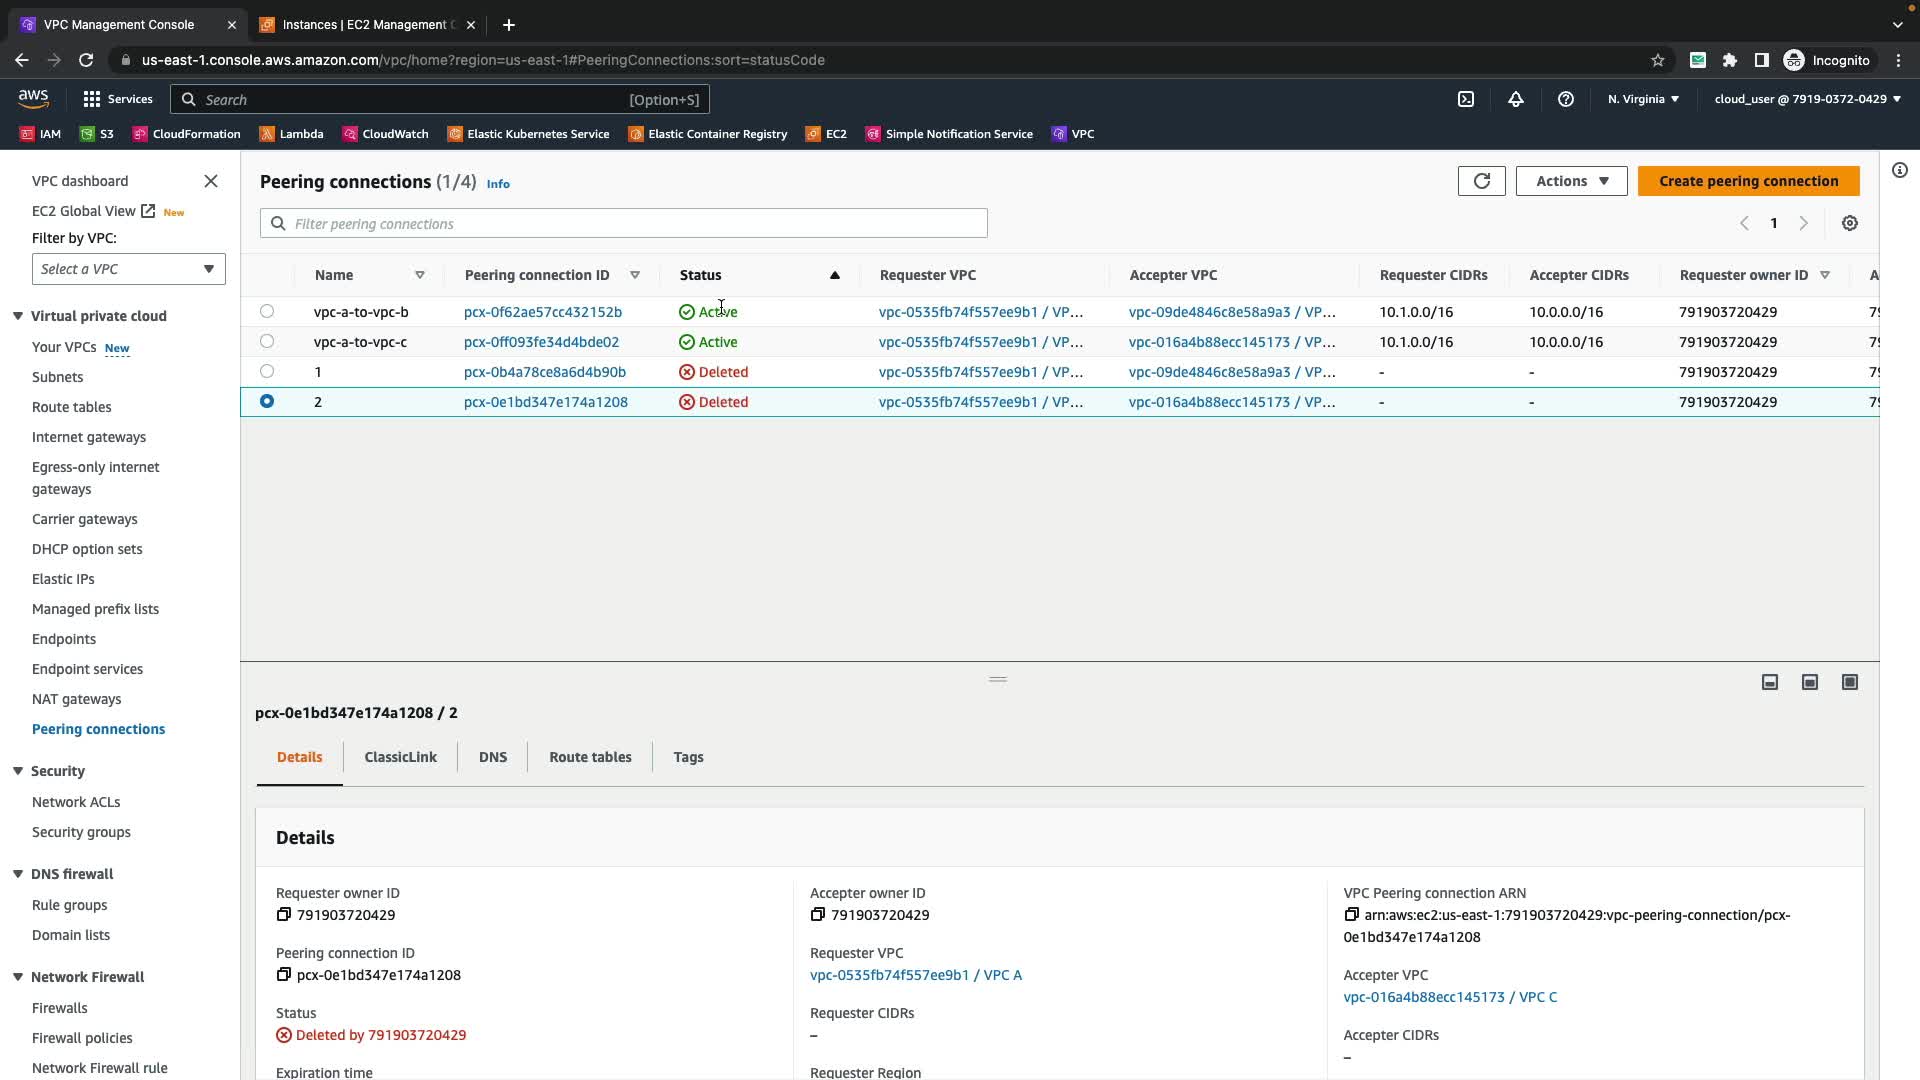 VPC Management Console
Instances | EC2 Management C
us-east-1.console.aws.amazon.com/vpc/home?region=us-east-1#PeeringConnections:sort=statusCode
Incognito
aws
Services
Search
[Option+S]
N. Virginia
cloud_user @ 7919-0372-0429
IAM
S3
CloudFormation
Lambda
CloudWatch
Elastic Kubernetes Service
Elastic Container Registry
EC2
Simple Notification Service
VPC
VPC dashboard
EC2 Global View New
Filter by VPC:
Select a VPC
Virtual private cloud
Your VPCs New
Subnets
Route tables
Internet gateways
Egress-only internet
gateways
Carrier gateways
DHCP option sets
Elastic IPs
Managed prefix lists
Endpoints
Endpoint services
NAT gateways
Peering connections
Security
Network ACLs
Security groups
DNS firewall
Rule groups
Domain lists
Network Firewall
Firewalls
Firewall policies
Network Firewall rule
Peering connections (1/4) Info
Actions
Create peering connection
Filter peering connections
1
Name Peering connection ID Status Requester VPC Accepter VPC Requester CIDRs Accepter CIDRs Requester owner ID A
vpc-a-to-vpc-b pcx-0f62ae57cc432152b Active vpc-0535fb74f557ee9b1 / VP... vpc-09de4846c8e58a9a3 / VP... 10.1.0.0/16 10.0.0.0/16 791903720429 79
vpc-a-to-vpc-c pcx-0ff093fe34d4bde02 Active vpc-0535fb74f557ee9b1 / VP... vpc-016a4b88ecc145173 / VP... 10.1.0.0/16 10.0.0.0/16 791903720429 79
1 pcx-0b4a78ce8a6d4b90b Deleted vpc-0535fb74f557ee9b1 / VP... vpc-09de4846c8e58a9a3 / VP... - - 791903720429 79
2 pcx-0e1bd347e174a1208 Deleted vpc-0535fb74f557ee9b1 / VP... vpc-016a4b88ecc145173 / VP... - - 791903720429 79
pcx-0e1bd347e174a1208 / 2
Details
ClassicLink
DNS
Route tables
Tags
Details
Requester owner ID
791903720429
Peering connection ID
pcx-0e1bd347e174a1208
Status
Deleted by 791903720429
Expiration time
Accepter owner ID
791903720429
Requester VPC
vpc-0535fb74f557ee9b1 / VPC A
Requester CIDRs
–
Requester Region
VPC Peering connection ARN
arn:aws:ec2:us-east-1:791903720429:vpc-peering-connection/pcx-
0e1bd347e174a1208
Accepter VPC
vpc-016a4b88ecc145173 / VPC C
Accepter CIDRs
–